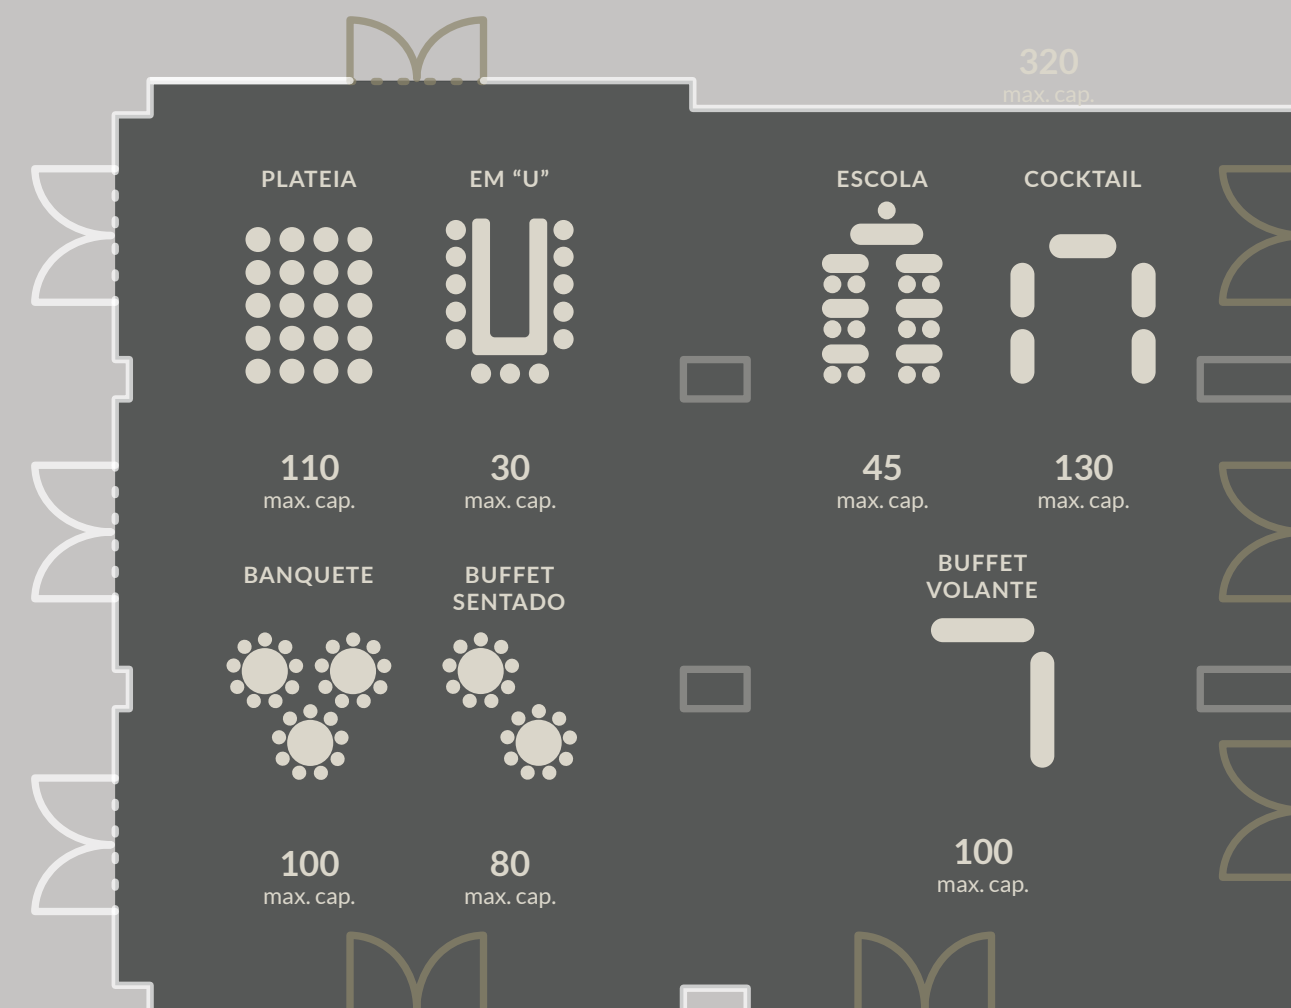 320
max. cap.
PLATEIA
EM “U”
ESCOLA
COCKTAIL
110
max. cap.
30
max. cap.
45
max. cap.
130
max. cap.
BANQUETE
BUFFET
SENTADO
BUFFET
VOLANTE
100
max. cap.
80
max. cap.
100
max. cap.